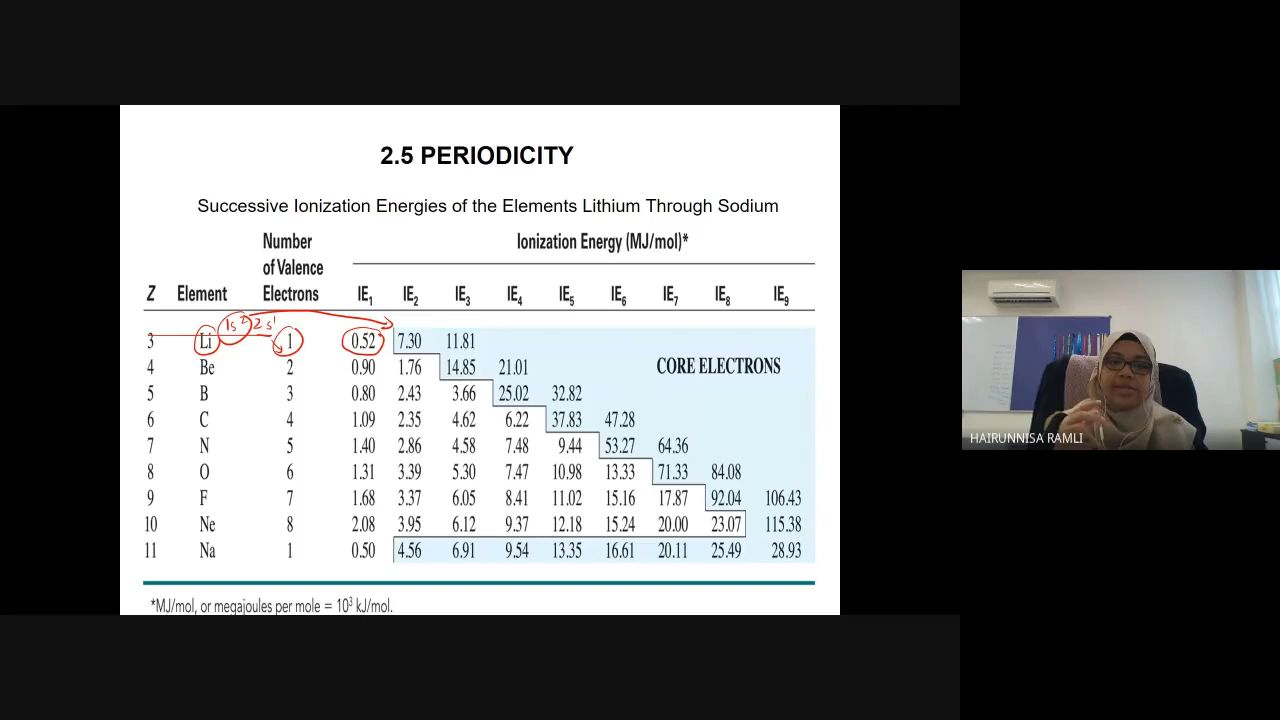 2.5 PERIODICITY
Successive Ionization Energies of the Elements Lithium Through Sodium
Number Ionization Energy (MJ/mol)*
of Valence
Z Element Electrons IE₁ IE₂ IE₃ IE₄ IE₅ IE₆ IE₇ IE₈ IE₉
1s² 2s¹
3 Li 1 0.52 7.30 11.81
4 Be 2 0.90 1.76 14.85 21.01 CORE ELECTRONS
5 B 3 0.80 2.43 3.66 25.02 32.82
6 C 4 1.09 2.35 4.62 6.22 37.83 47.28
7 N 5 1.40 2.86 4.58 7.48 9.44 53.27 64.36
8 O 6 1.31 3.39 5.30 7.47 10.98 13.33 71.33 84.08
9 F 7 1.68 3.37 6.05 8.41 11.02 15.16 17.87 92.04 106.43
10 Ne 8 2.08 3.95 6.12 9.37 12.18 15.24 20.00 23.07 115.38
11 Na 1 0.50 4.56 6.91 9.54 13.35 16.61 20.11 25.49 28.93
*MJ/mol, or megajoules per mole = 10³ kJ/mol.
HAIRUNNISA RAMLI